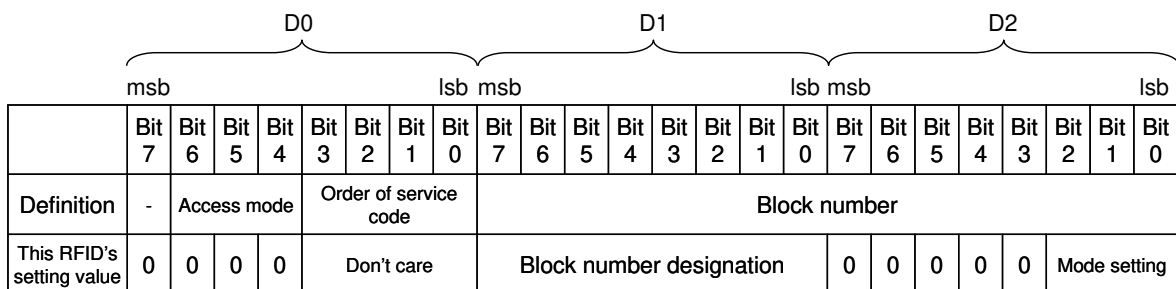 D0 D1 D2
msb lsb msb lsb msb lsb
Bit 7 Bit 6 Bit 5 Bit 4 Bit 3 Bit 2 Bit 1 Bit 0 Bit 7 Bit 6 Bit 5 Bit 4 Bit 3 Bit 2 Bit 1 Bit 0 Bit 7 Bit 6 Bit 5 Bit 4 Bit 3 Bit 2 Bit 1 Bit 0
Definition - Access mode Order of service code Block number
This RFID's setting value 0 0 0 0 Don't care Block number designation 0 0 0 0 0 Mode setting